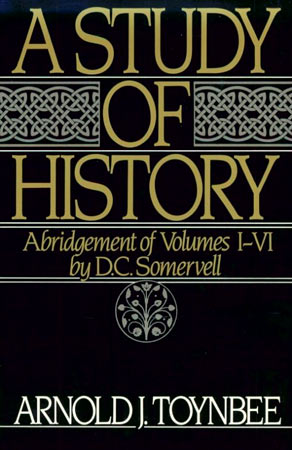 A STUDY
OF
HISTORY
Abridgement of Volumes I–VI
by D.C. Somervell
ARNOLD J. TOYNBEE